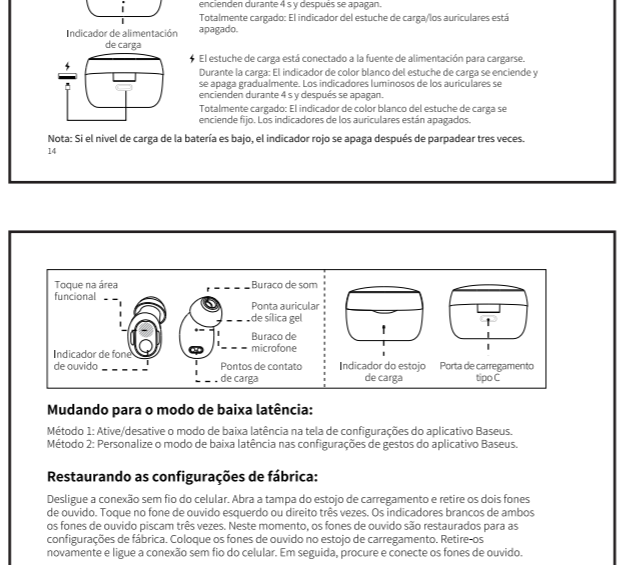 encienden durante 4 s y después se apagan.
Totalmente cargado: El indicador del estuche de carga/los auriculares está
apagado.
Indicador de alimentación
de carga
El estuche de carga está conectado a la fuente de alimentación para cargarse.
Durante la carga: El indicador de color blanco del estuche de carga se enciende y
se apaga gradualmente. Los indicadores luminosos de los auriculares se
encienden durante 4 s y después se apagan.
Totalmente cargado: El indicador de color blanco del estuche de carga se
enciende fijo. Los indicadores de los auriculares están apagados.
Nota: Si el nivel de carga de la batería es bajo, el indicador rojo se apaga después de parpadear tres veces.
14
Toque na área
funcional
Indicador de fone
de ouvido
Buraco de som
Ponta auricular
de sílica gel
Buraco de
microfone
Pontos de contato
de carga
Indicador do estojo
de carga
Porta de carregamento
tipo C
Mudando para o modo de baixa latência:
Método 1: Ative/desative o modo de baixa latência na tela de configurações do aplicativo Baseus.
Método 2: Personalize o modo de baixa latência nas configurações de gestos do aplicativo Baseus.
Restaurando as configurações de fábrica:
Desligue a conexão sem fio do celular. Abra a tampa do estojo de carregamento e retire os dois fones
de ouvido. Toque no fone de ouvido esquerdo ou direito três vezes. Os indicadores brancos de ambos
os fones de ouvido piscam três vezes. Neste momento, os fones de ouvido são restaurados para as
configurações de fábrica. Coloque os fones de ouvido no estojo de carregamento. Retire-os
novamente e ligue a conexão sem fio do celular. Em seguida, procure e conecte os fones de ouvido.